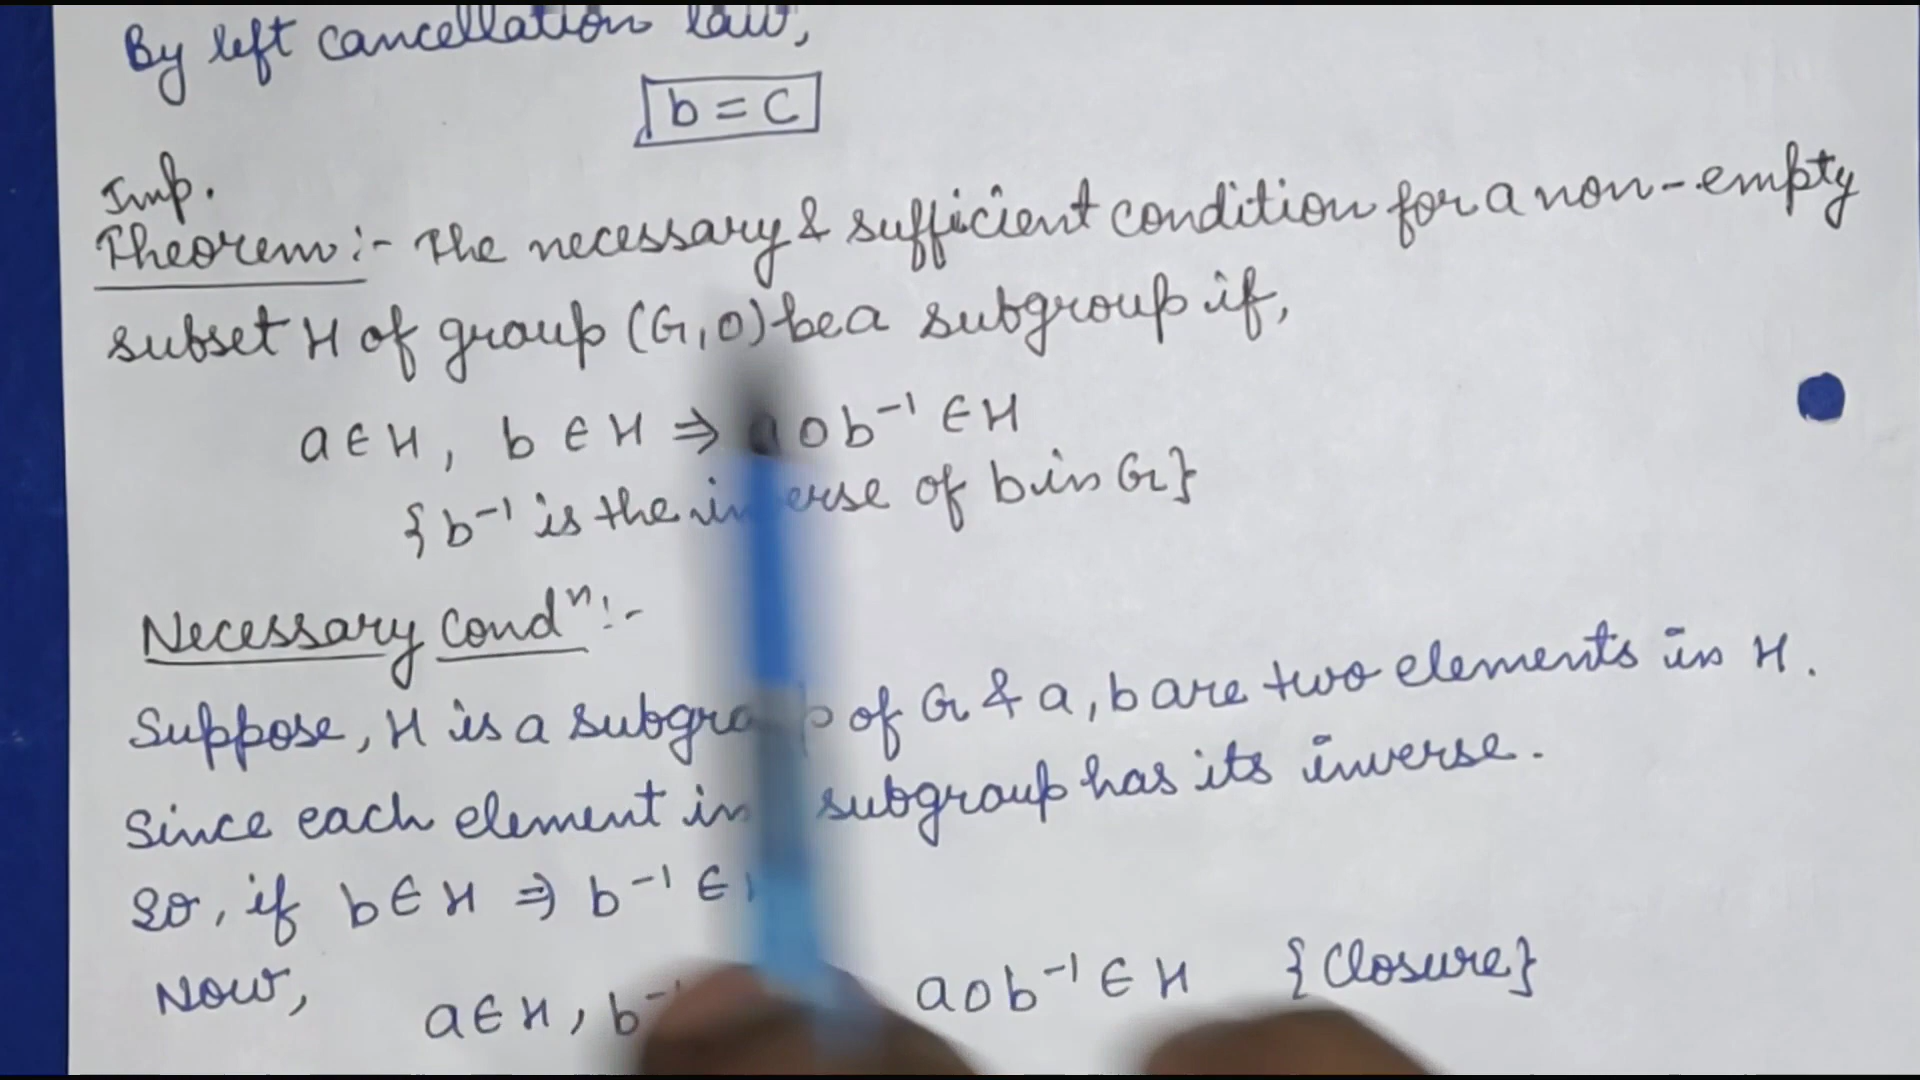 By left cancellation law,
b = c
Imp.
Theorem :- The necessary & sufficient condition for a non-empty
subset H of group (G, o) be a subgroup if,
a ∈ H, b ∈ H ⇒ a o b⁻¹ ∈ H
{b⁻¹ is the of b in G}
Necessary Condⁿ :-
Suppose, H is a of G & a, b are two elements in H.
Since each element in subgroup has its inverse.
So, if b ∈ H ⇒ b⁻¹ ∈
Now, a ∈ H, a o b⁻¹ ∈ H {Closure}